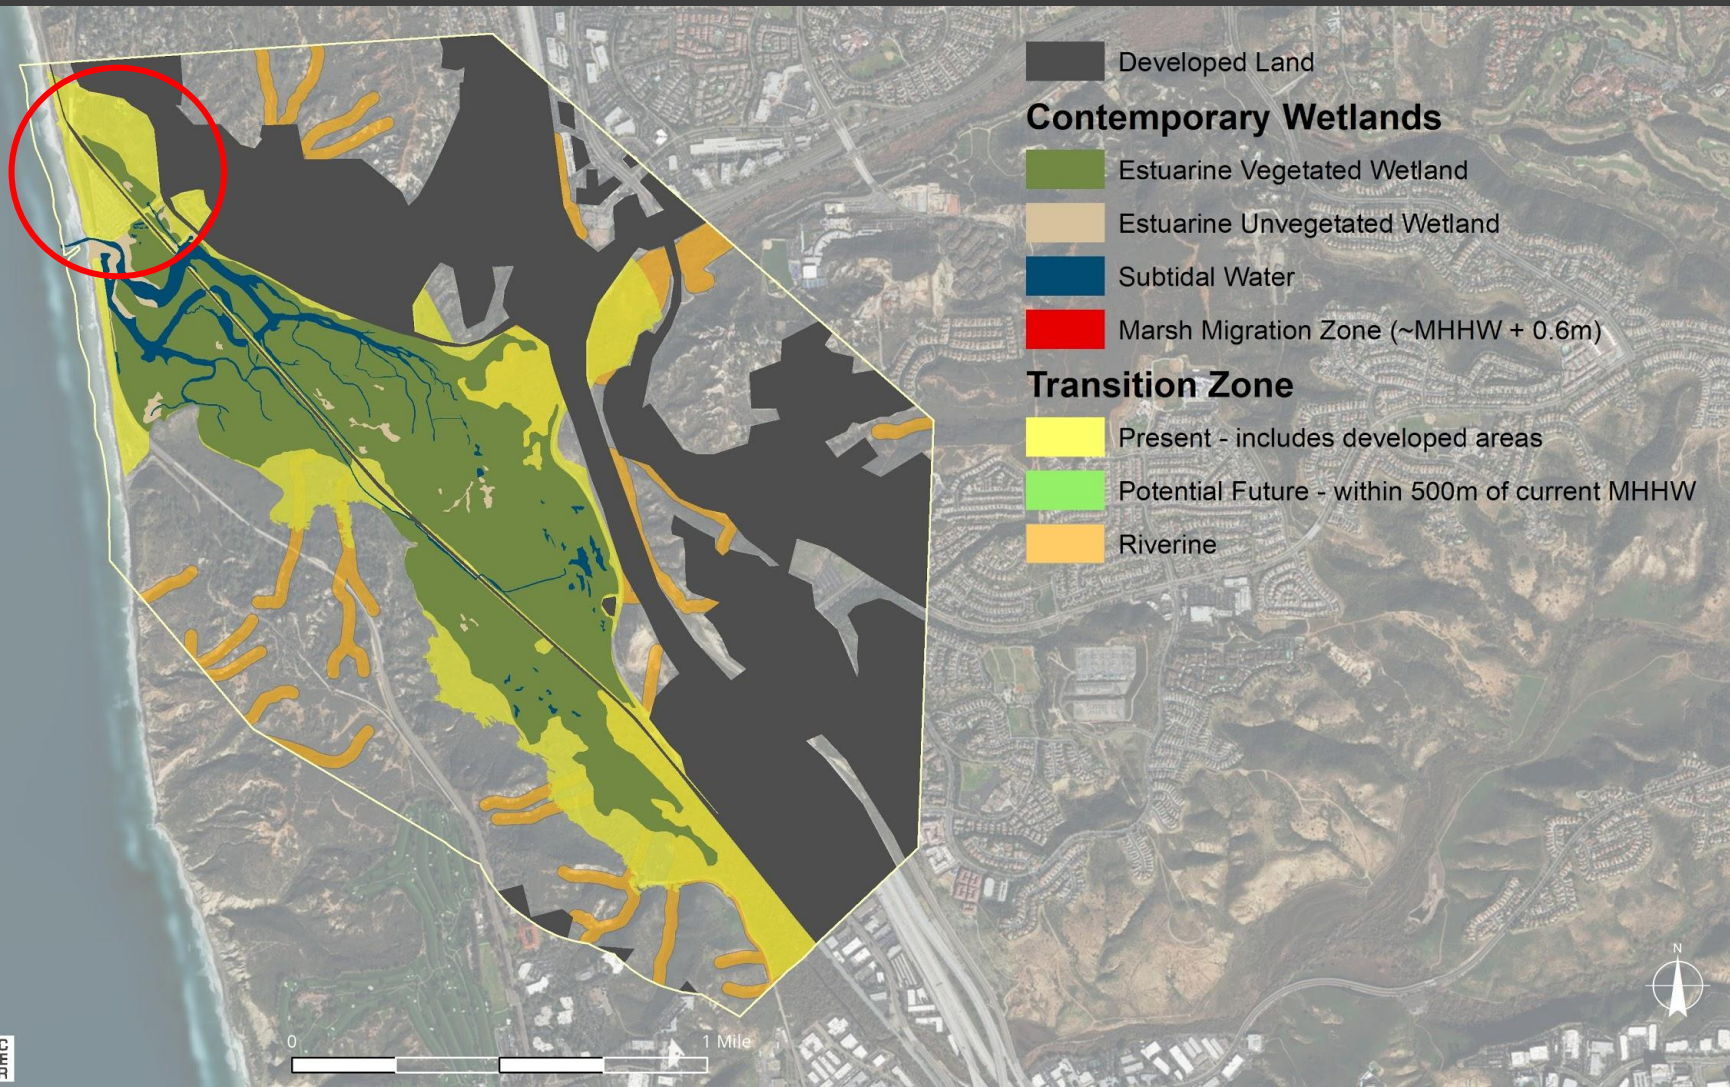 Developed Land
Contemporary Wetlands
Estuarine Vegetated Wetland
Estuarine Unvegetated Wetland
Subtidal Water
Marsh Migration Zone (~MHHW + 0.6m)
Transition Zone
Present - includes developed areas
Potential Future - within 500m of current MHHW
Riverine
N
0
1 Mile